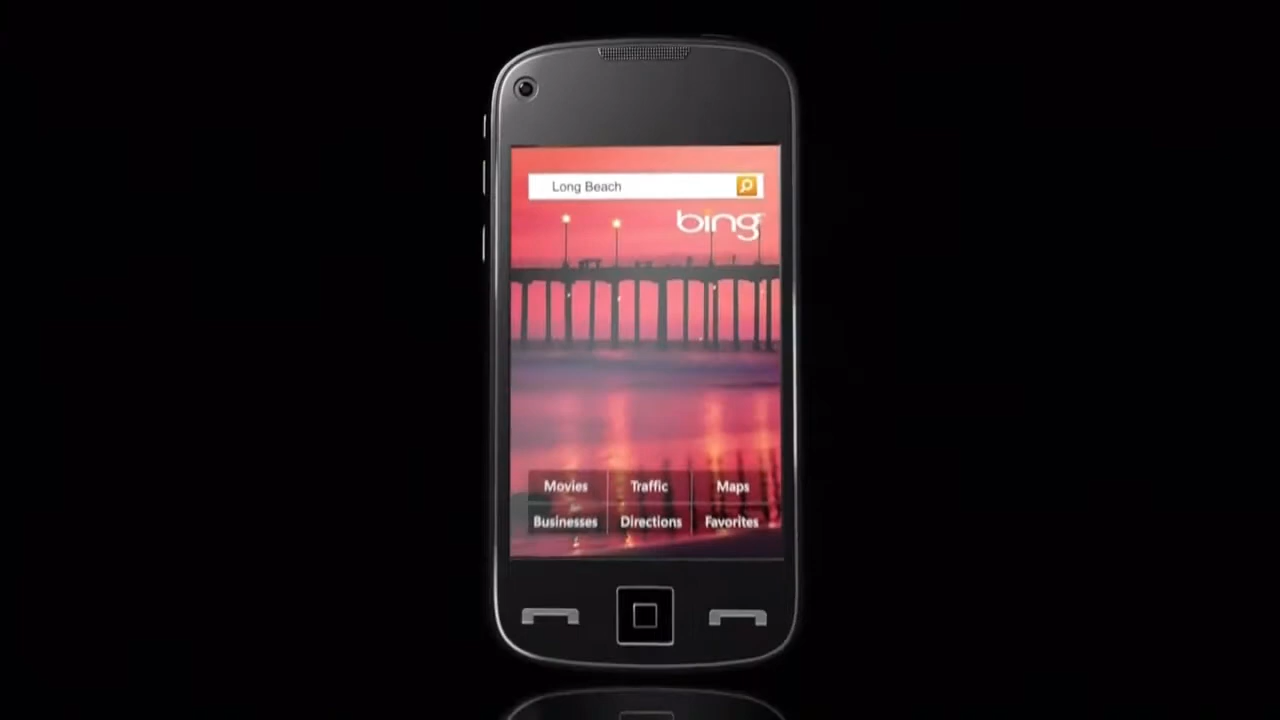 Long Beach
bing
Movies Traffic Maps
Businesses Directions Favorites